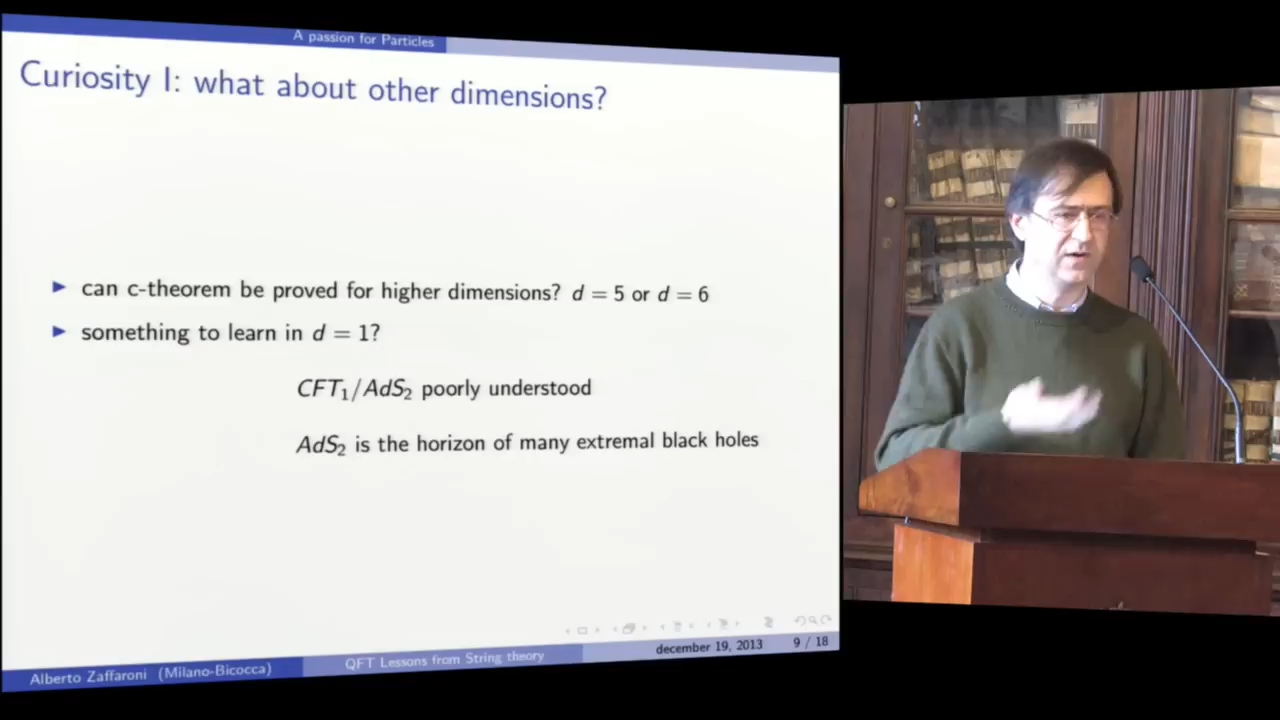 A passion for Particles
Curiosity I: what about other dimensions?
can c-theorem be proved for higher dimensions? d = 5 or d = 6
something to learn in d = 1?
CFT₁/AdS₂ poorly understood
AdS₂ is the horizon of many extremal black holes
december 19, 2013 9 / 18
Alberto Zaffaroni (Milano-Bicocca) QFT Lessons from String theory